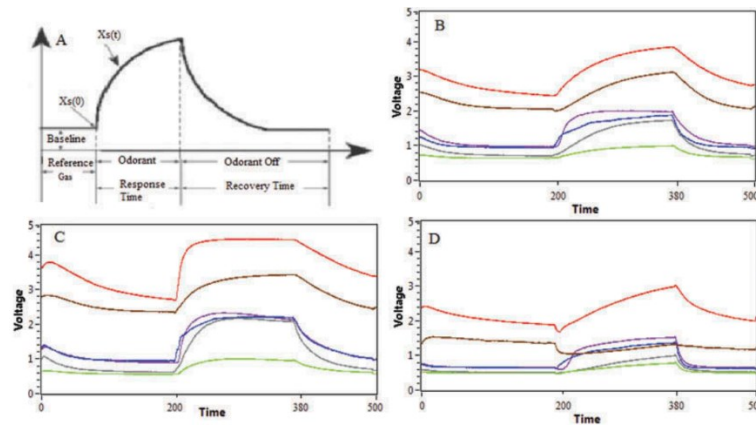 A
Xs(t)
Xs(0)
Baseline
Reference
Gas
Odorant
Odorant Off
Response
Time
Recovery Time
B
Voltage
5
4
3
2
1
0
0
200
380
500
Time
C
Voltage
5
4
3
2
1
0
0
200
380
500
Time
D
Voltage
5
4
3
2
1
0
0
200
380
500
Time